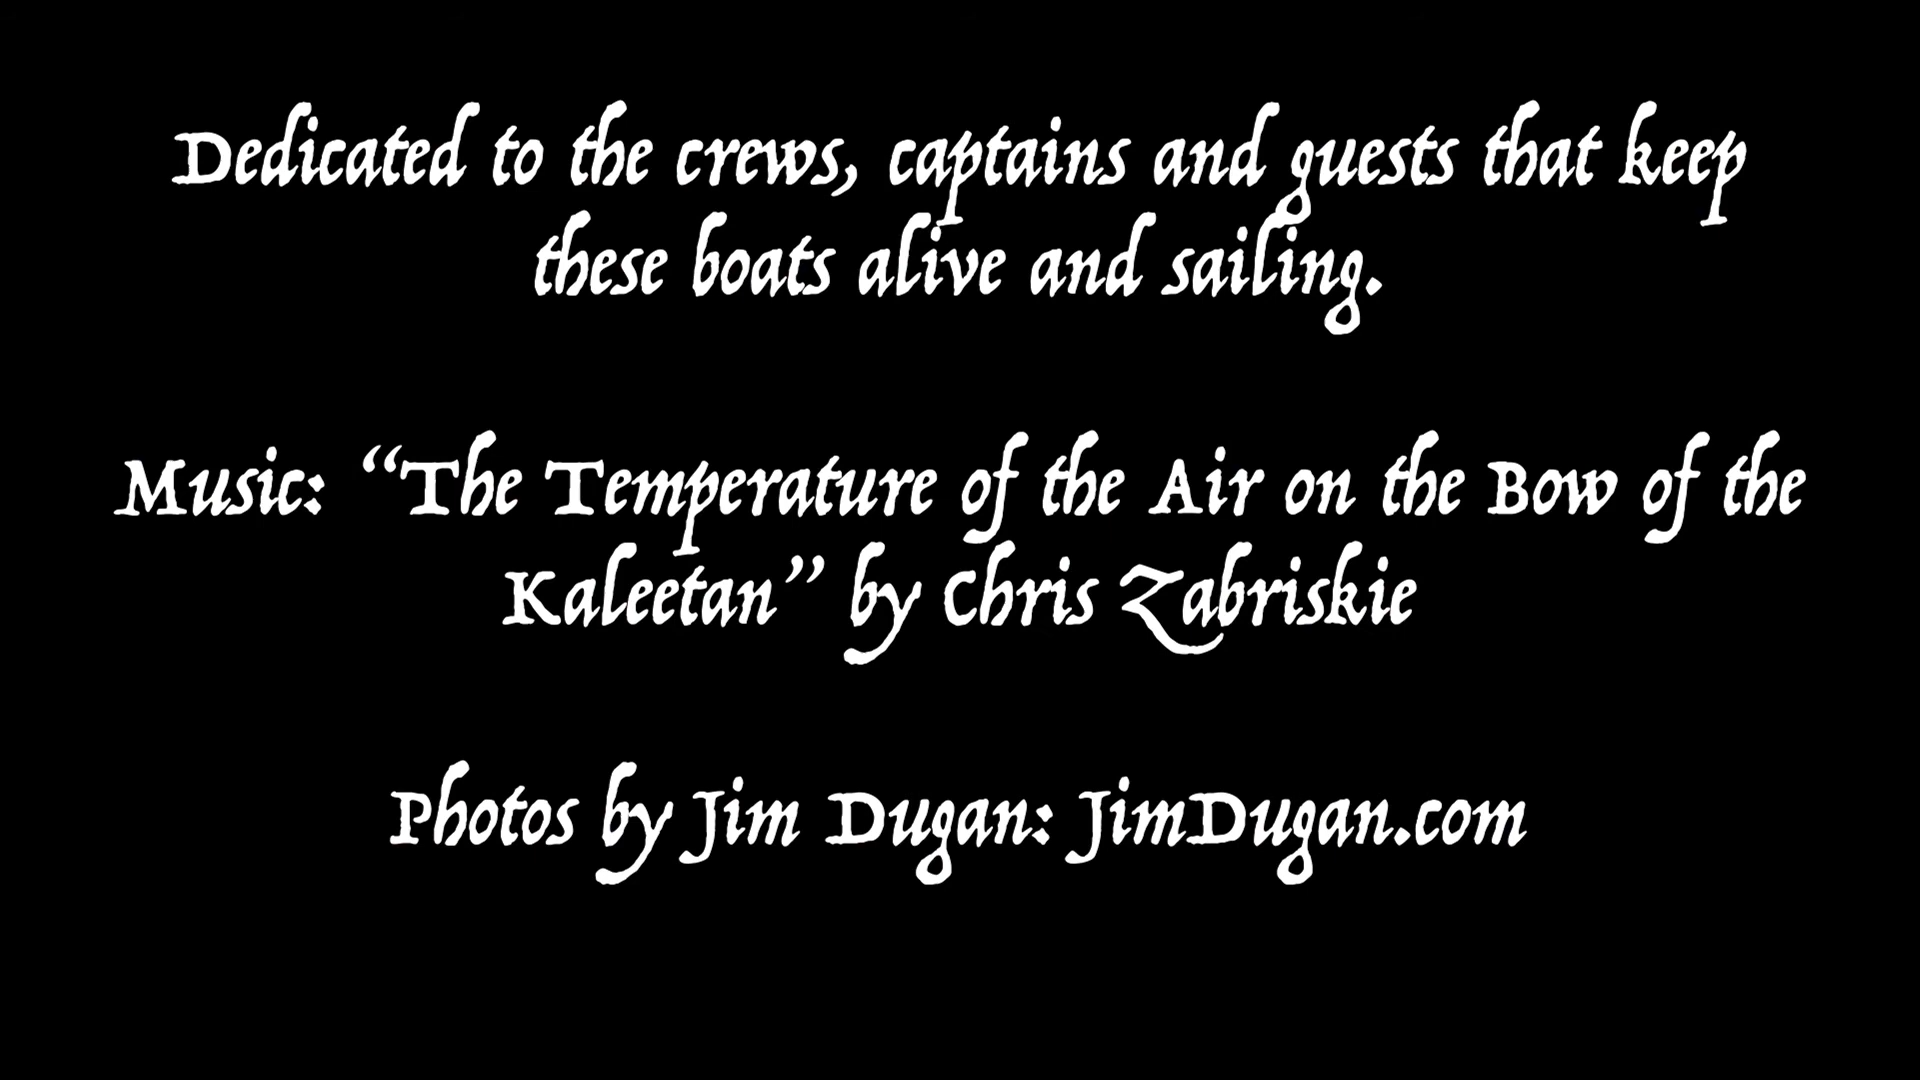 Dedicated to the crews, captains and guests that keep
these boats alive and sailing.
Music: “The Temperature of the Air on the Bow of the
Kaleetan” by Chris Zabriskie
Photos by Jim Dugan: JimDugan.com